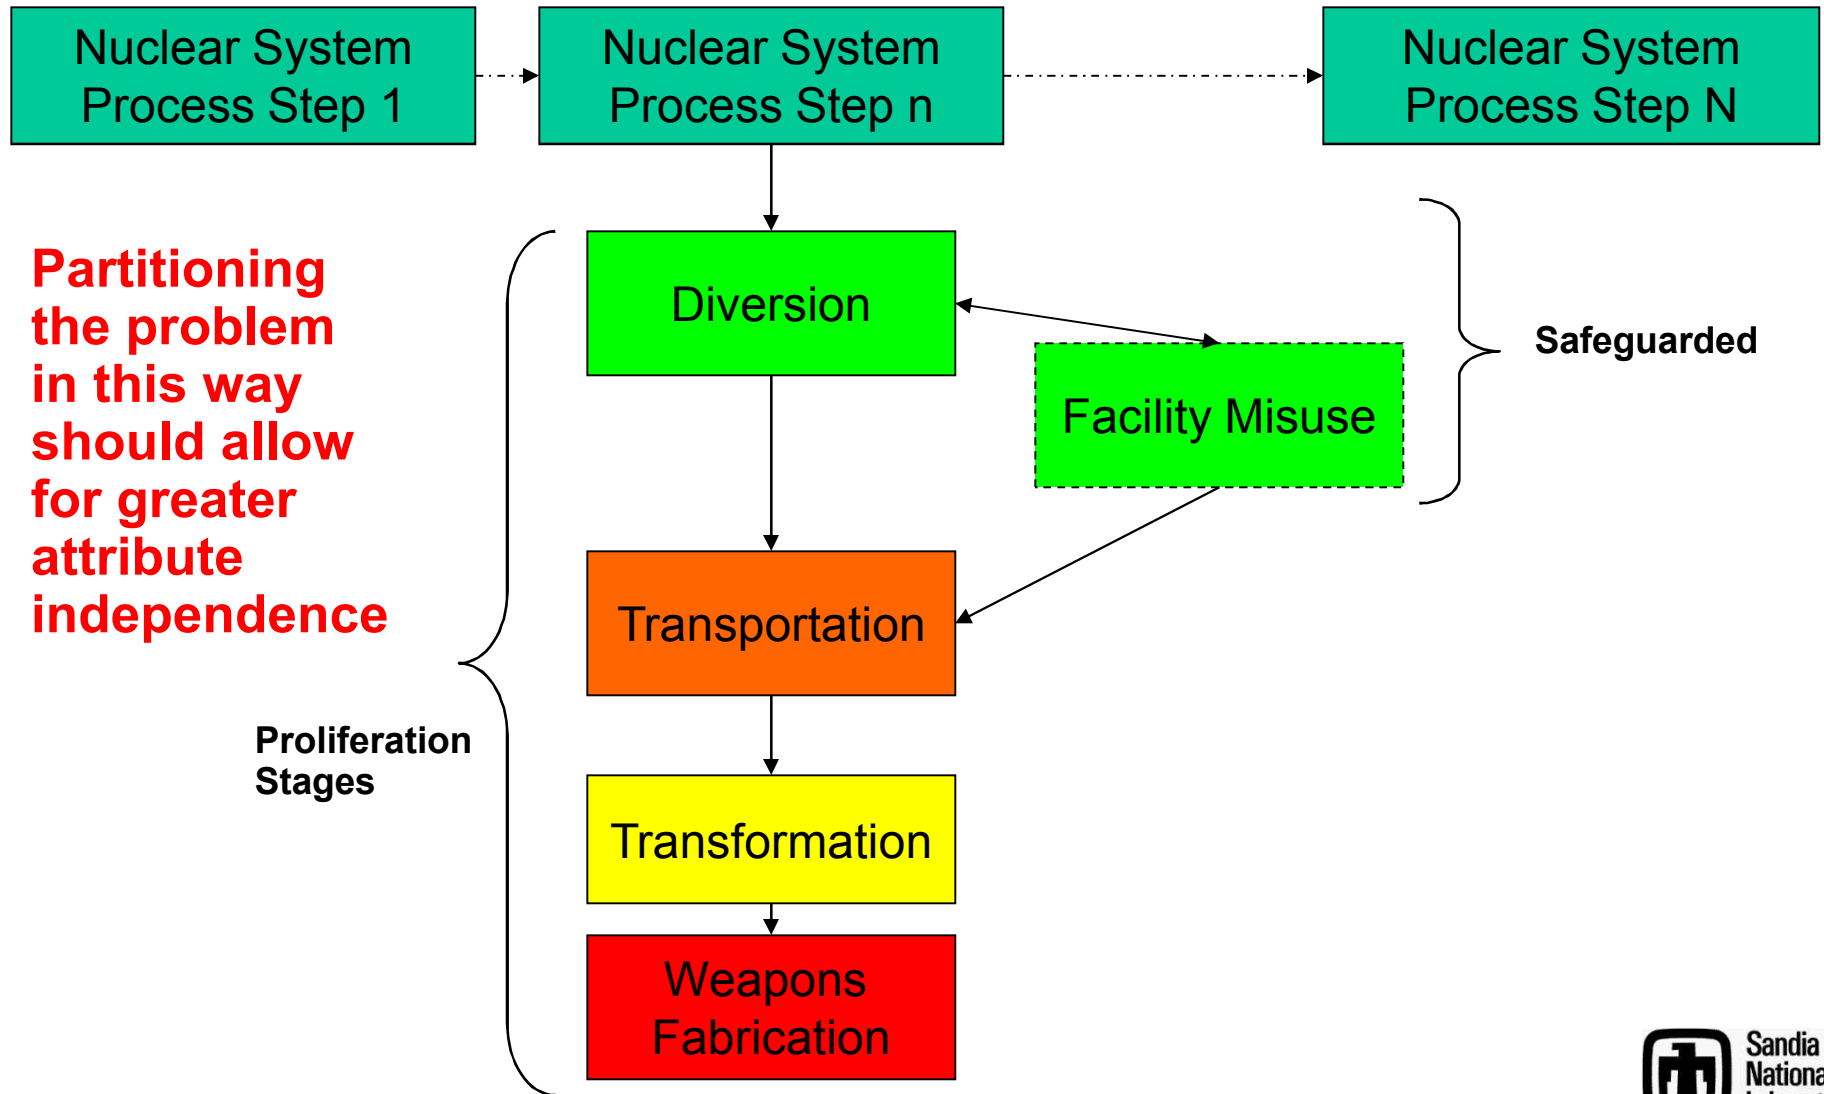 Nuclear System
Process Step 1
Nuclear System
Process Step n
Nuclear System
Process Step N
Partitioning
the problem
in this way
should allow
for greater
attribute
independence
Diversion
Facility Misuse
Safeguarded
Transportation
Proliferation
Stages
Transformation
Weapons
Fabrication
Sandia
Nationa